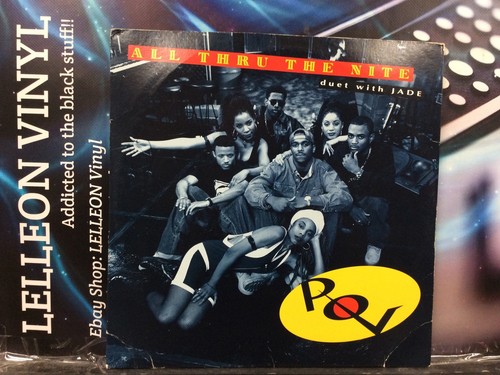 LELLEON VINYL
Addicted to the black stuff!!
Ebay Shop: LELLEON Vinyl
ALL THRU THE NITE
duet with JADE
POV